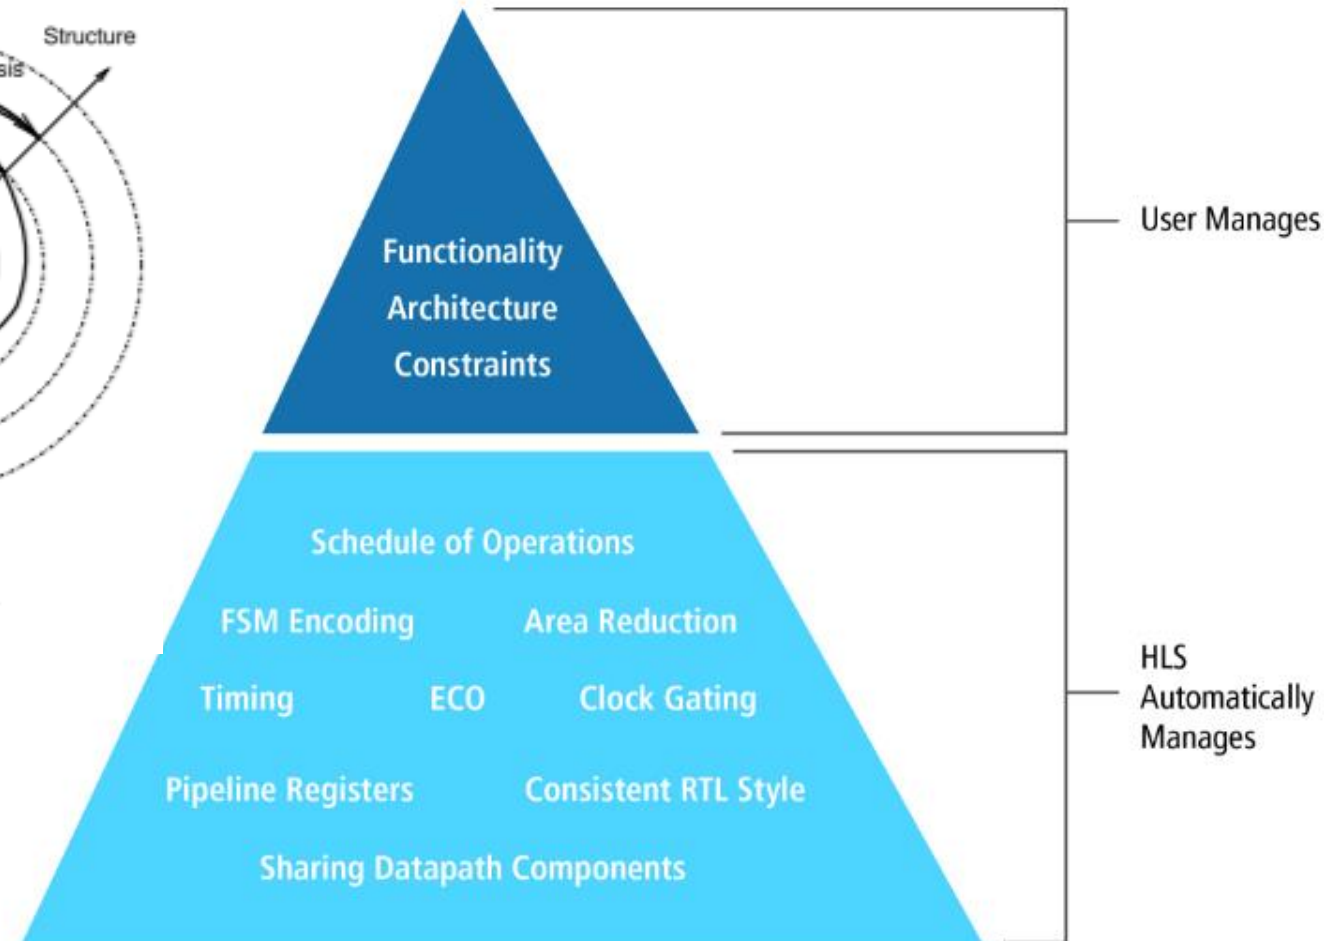 Structure
sis
Functionality
Architecture
Constraints
User Manages
Schedule of Operations
FSM Encoding Area Reduction
Timing ECO Clock Gating
Pipeline Registers Consistent RTL Style
Sharing Datapath Components
HLS
Automatically
Manages